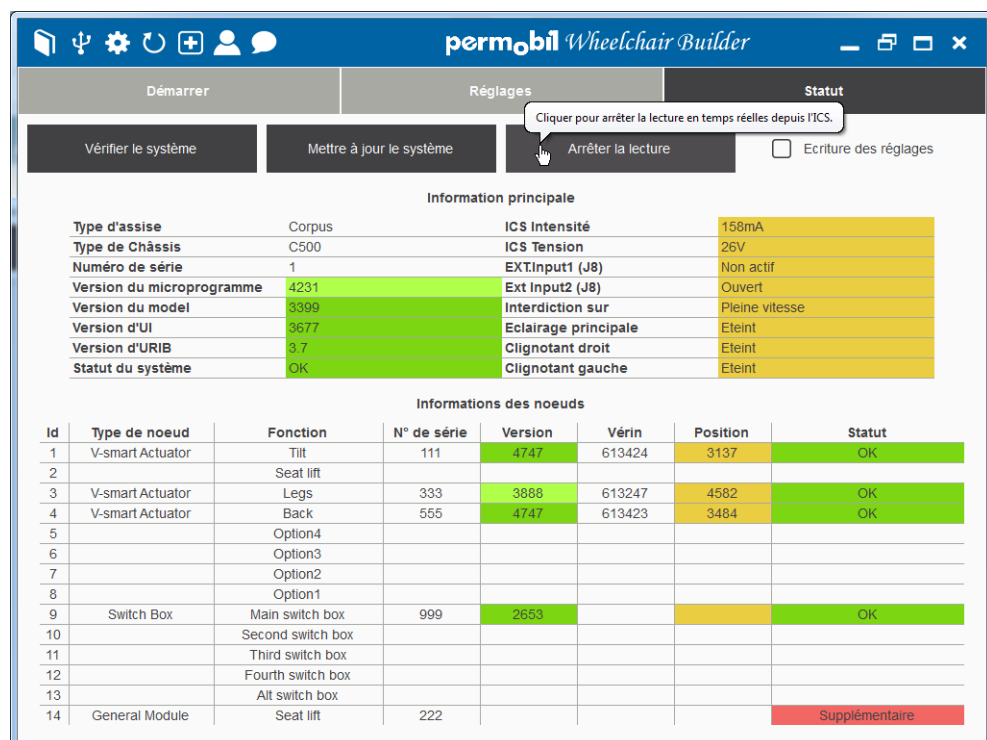 permobil Wheelchair Builder
Démarrer Réglages Statut
Cliquer pour arrêter la lecture en temps réelles depuis l'ICS.
Vérifier le système Mettre à jour le système Arrêter la lecture Ecriture des réglages
Information principale
Type d'assise Corpus ICS Intensité 158mA
Type de Châssis C500 ICS Tension 26V
Numéro de série 1 EXT.Input1 (J8) Non actif
Version du microprogramme 4231 Ext Input2 (J8) Ouvert
Version du model 3399 Interdiction sur Pleine vitesse
Version d'UI 3677 Eclairage principale Eteint
Version d'URIB 3.7 Clignotant droit Eteint
Statut du système OK Clignotant gauche Eteint
Informations des noeuds
Id Type de noeud Fonction N° de série Version Vérin Position Statut
1 V-smart Actuator Tilt 111 4747 613424 3137 OK
2 Seat lift
3 V-smart Actuator Legs 333 3888 613247 4582 OK
4 V-smart Actuator Back 555 4747 613423 3484 OK
5 Option4
6 Option3
7 Option2
8 Option1
9 Switch Box Main switch box 999 2653 OK
10 Second switch box
11 Third switch box
12 Fourth switch box
13 Alt switch box
14 General Module Seat lift 222 Supplémentaire